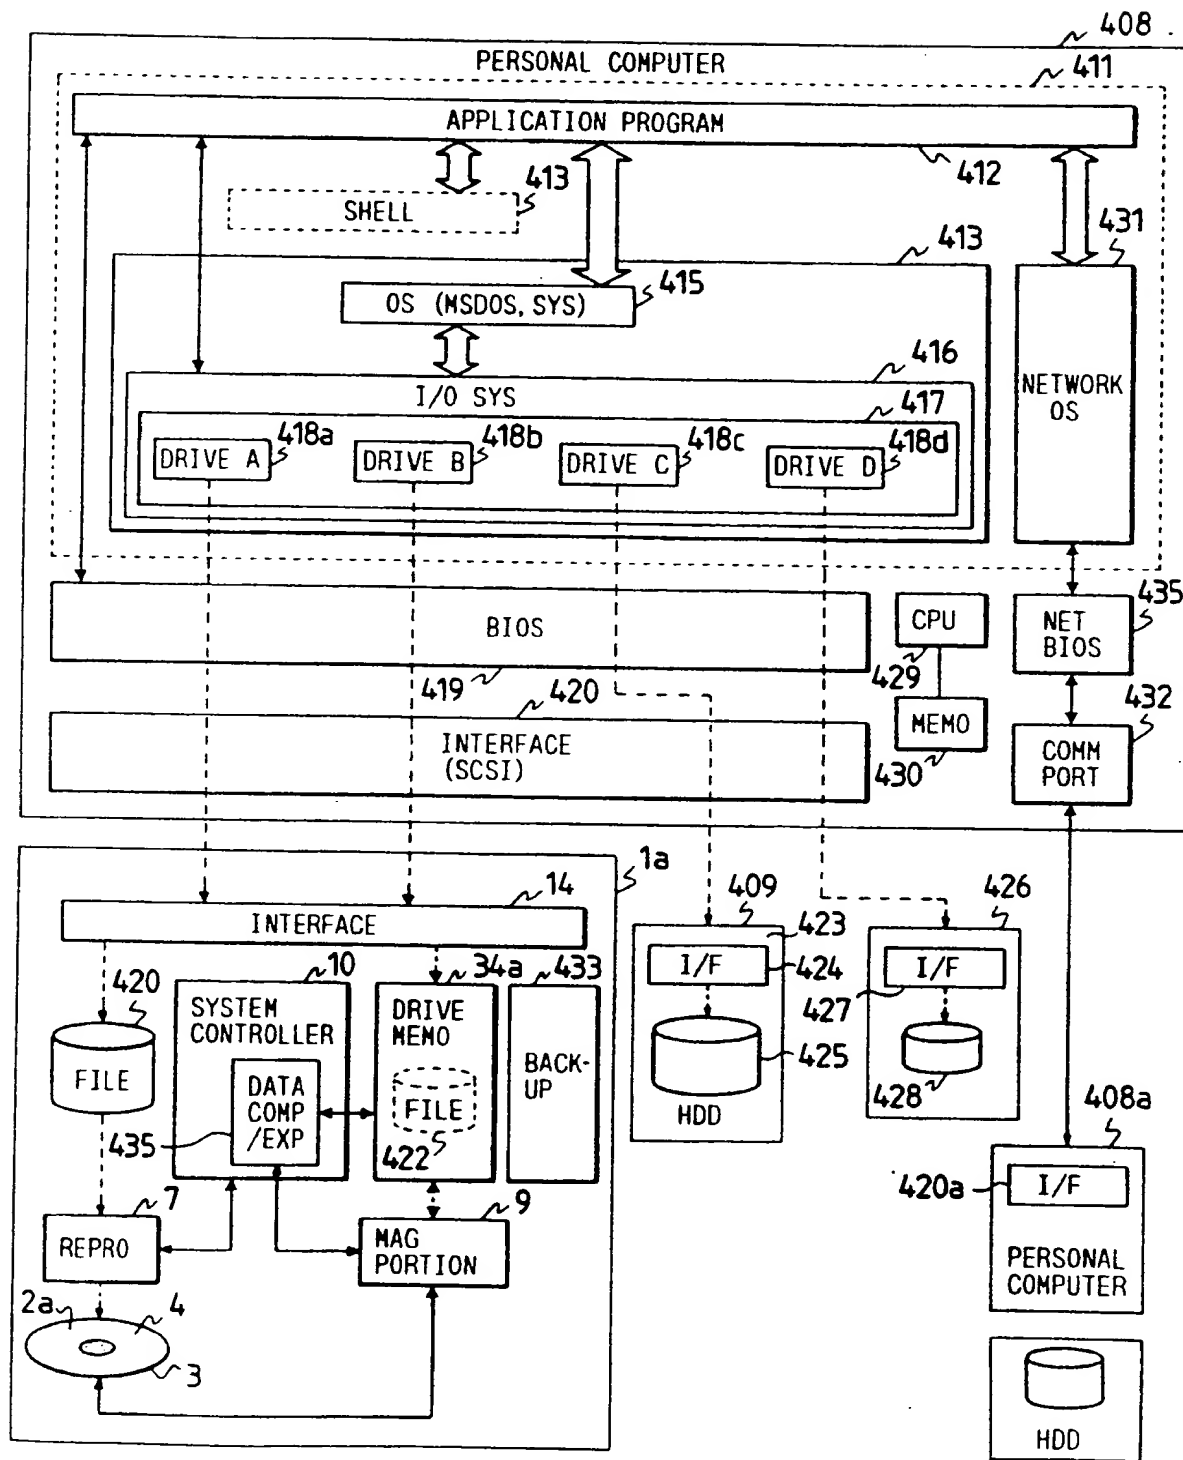 408
PERSONAL COMPUTER
411
APPLICATION PROGRAM
412
413
SHELL
431
413
415
OS (MSDOS, SYS)
416
I/O SYS
417
NETWORK
OS
418a
418b
418c
418d
DRIVE A
DRIVE B
DRIVE C
DRIVE D
435
BIOS
CPU
NET
BIOS
429
419
420
432
INTERFACE
(SCSI)
MEMO
430
COMM
PORT
1a
14
INTERFACE
409
426
423
10
34a
433
I/F
424
I/F
427
420
SYSTEM
CONTROLLER
DRIVE
MEMO
BACK-
UP
FILE
DATA
COMP
/EXP
FILE
425
428
435
422
HDD
408a
7
9
420a
I/F
REPRO
MAG
PORTION
PERSONAL
COMPUTER
2a
4
3
HDD